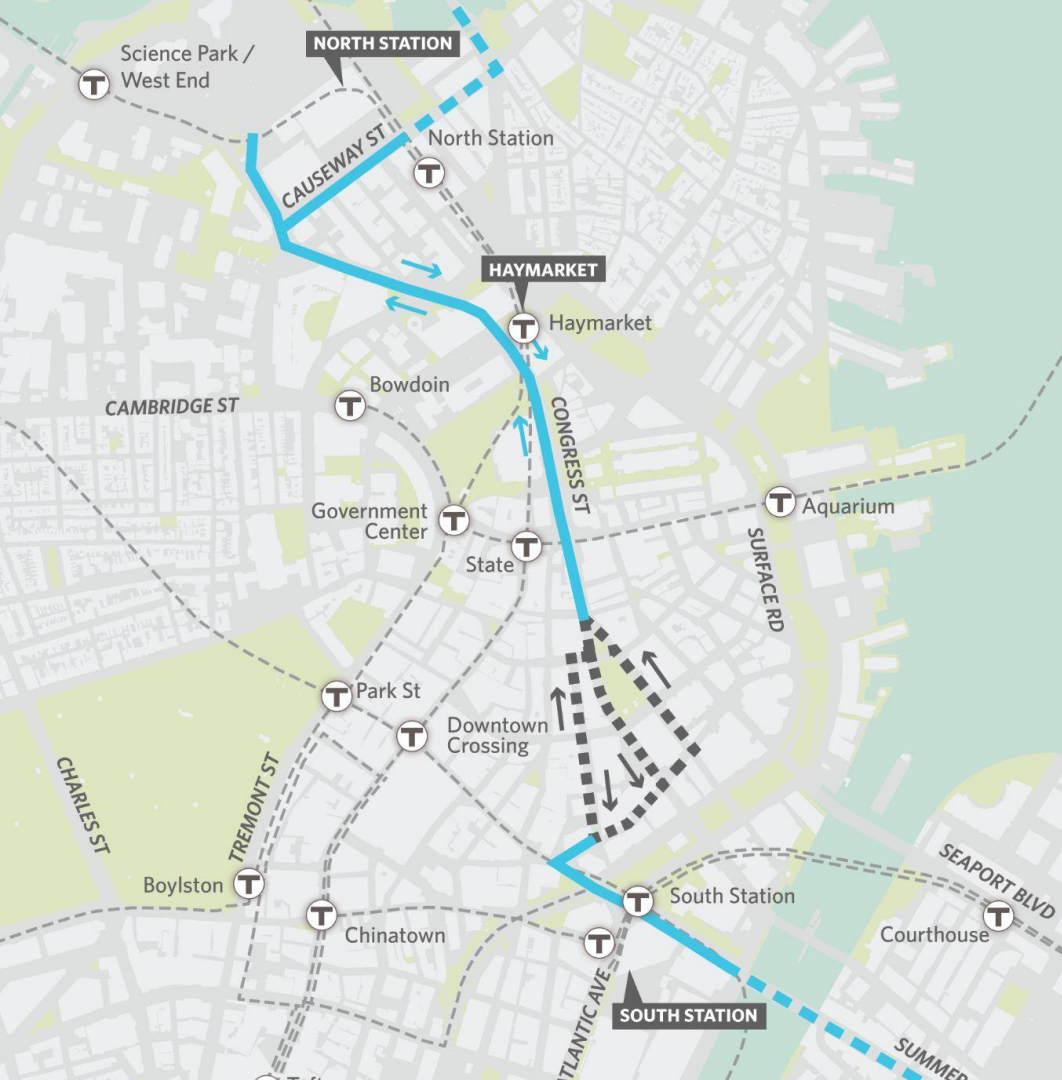 Science Park /
West End
NORTH STATION
North Station
CAUSEWAY ST
HAYMARKET
Haymarket
Bowdoin
CAMBRIDGE ST
CONGRESS ST
Government
Center
State
Aquarium
SURFACE RD
Park St
Downtown
Crossing
CHARLES ST
TREMONT ST
Boylston
Chinatown
South Station
SEAPORT BLVD
Courthouse
SOUTH STATION
ATLANTIC AVE
SUMMER
T
T
T
T
T
T
T
T
T
T
T
T
T
T